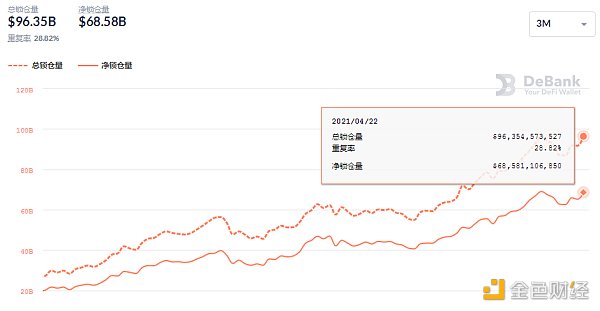 总锁仓量 净锁仓量
$96.35B $68.58B
重复率 28.82%
3M
总锁仓量 净锁仓量
DeBank
Your DeFi Wallet
120B
100B
80B
60B
40B
20B
2021/04/22
总锁仓量 $96,354,573,527
重复率 28.82%
净锁仓量 $68,581,106,850
金色财经